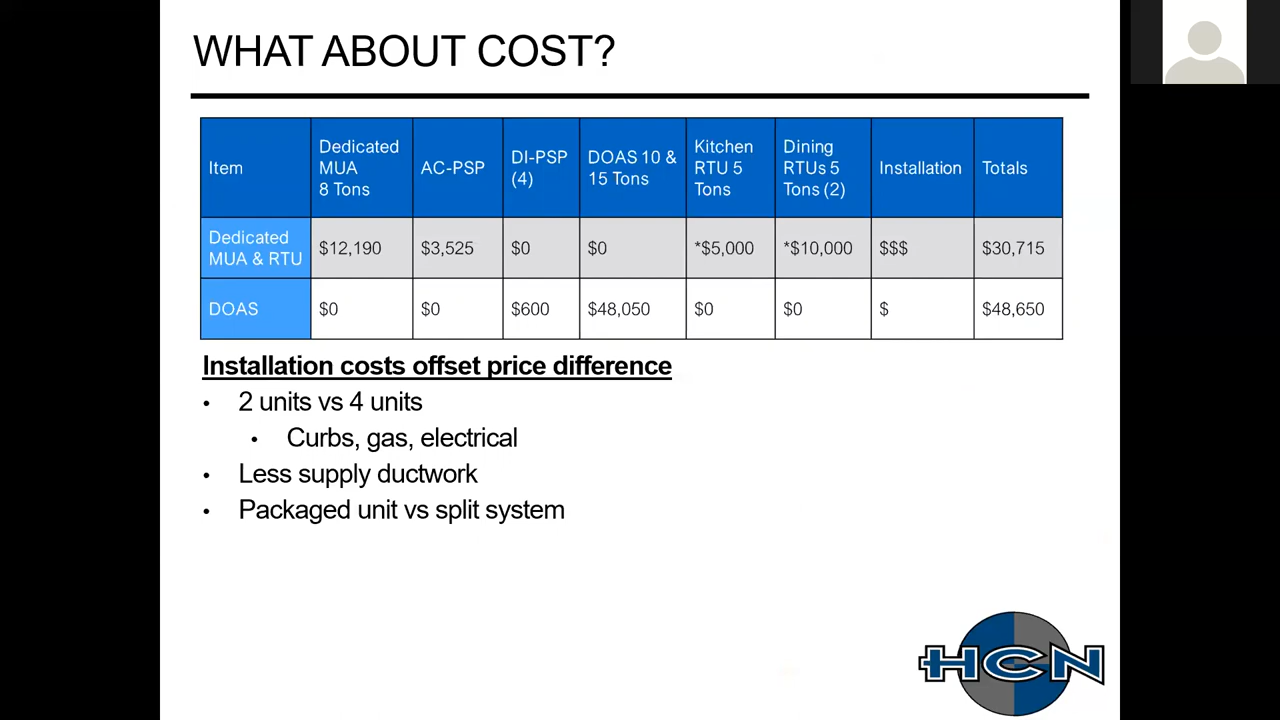 WHAT ABOUT COST?
Item
Dedicated
MUA
8 Tons
AC-PSP
DI-PSP
(4)
DOAS 10 &
15 Tons
Kitchen
RTU 5
Tons
Dining
RTUs 5
Tons (2)
Installation
Totals
Dedicated
MUA & RTU
$12,190
$3,525
$0
$0
*$5,000
*$10,000
$$$
$30,715
DOAS
$0
$0
$600
$48,050
$0
$0
$
$48,650
Installation costs offset price difference
• 2 units vs 4 units
• Curbs, gas, electrical
• Less supply ductwork
• Packaged unit vs split system
HCN